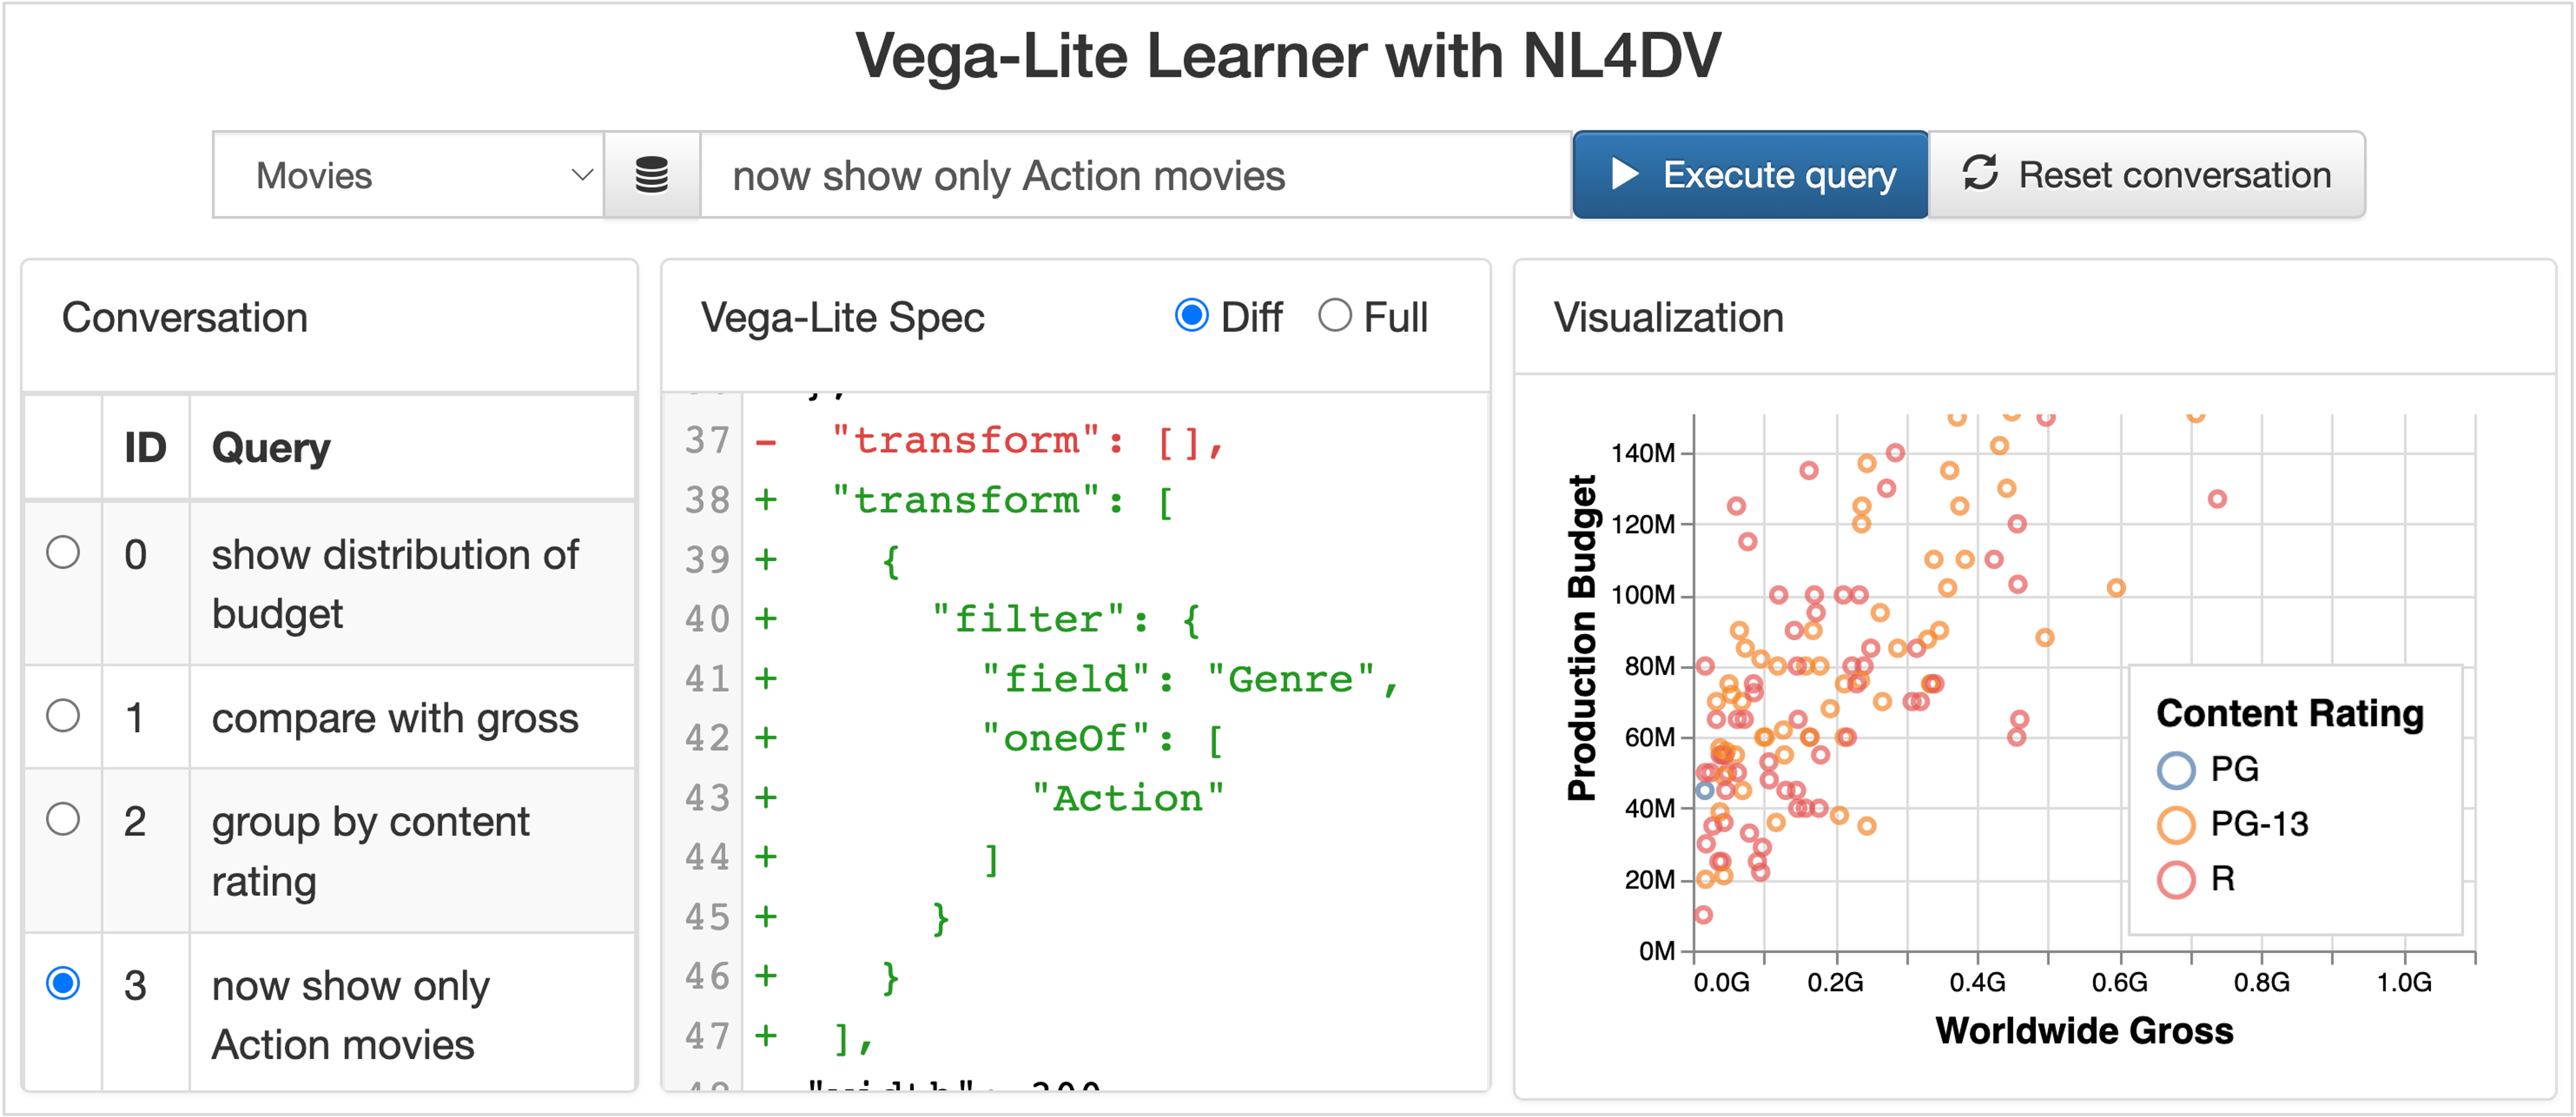 Vega-Lite Learner with NL4DV
Movies
now show only Action movies
Execute query
Reset conversation
Conversation
ID Query
0 show distribution of
budget
1 compare with gross
2 group by content
rating
3 now show only
Action movies
Vega-Lite Spec
Diff Full
37 - "transform": [],
38 + "transform": [
39 + {
40 + "filter": {
41 + "field": "Genre",
42 + "oneOf": [
43 + "Action"
44 + ]
45 + }
46 + }
47 + ],
Visualization
Production Budget
140M
120M
100M
80M
60M
40M
20M
0M
0.0G 0.2G 0.4G 0.6G 0.8G 1.0G
Worldwide Gross
Content Rating
PG
PG-13
R